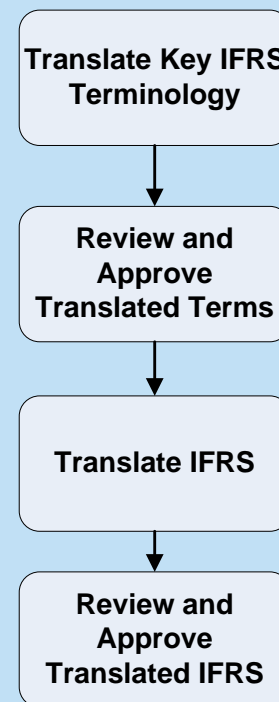 Translate Key IFRS
Terminology
Review and
Approve
Translated Terms
Translate IFRS
Review and
Approve
Translated IFRS